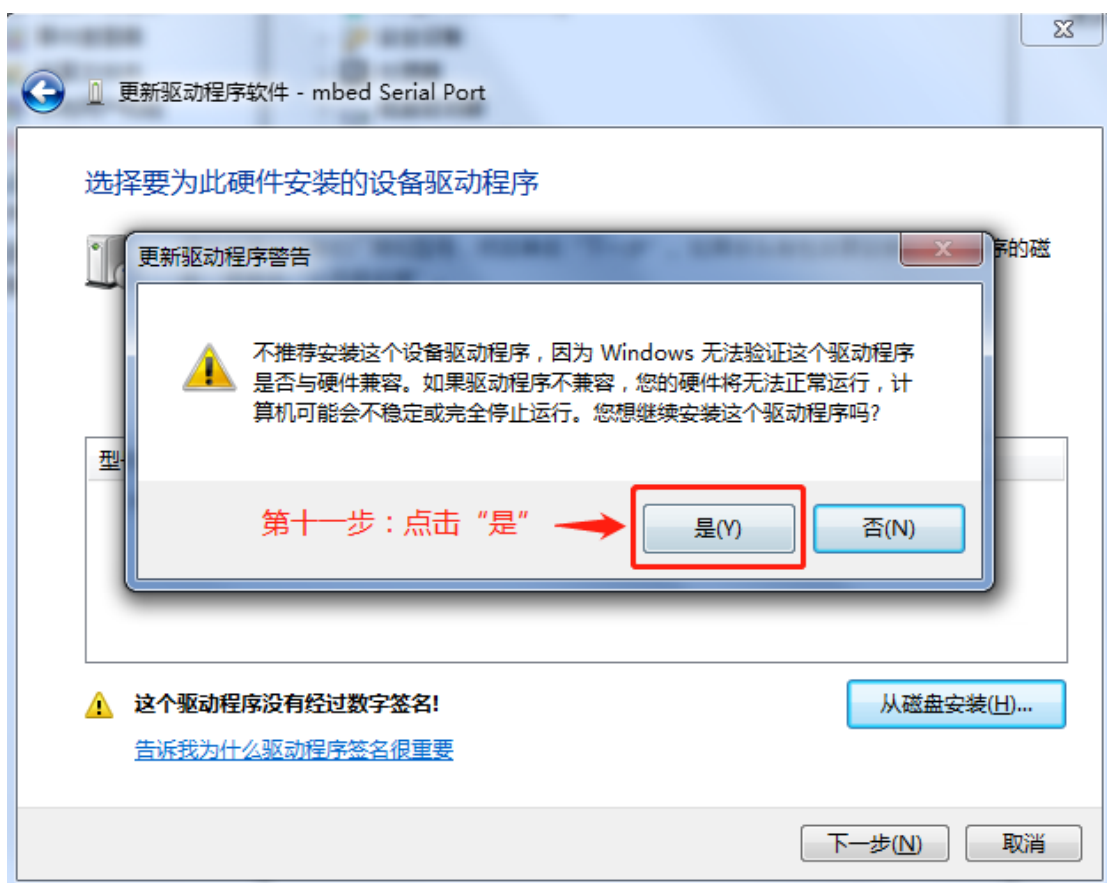 更新驱动程序软件 - mbed Serial Port
选择要为此硬件安装的设备驱动程序
序的磁
更新驱动程序警告
不推荐安装这个设备驱动程序，因为 Windows 无法验证这个驱动程序
是否与硬件兼容。如果驱动程序不兼容，您的硬件将无法正常运行，计
算机可能会不稳定或完全停止运行。您想继续安装这个驱动程序吗?
型
第十一步：点击“是”
是(Y)
否(N)
这个驱动程序没有经过数字签名!
从磁盘安装(H)...
告诉我为什么驱动程序签名很重要
下一步(N)
取消